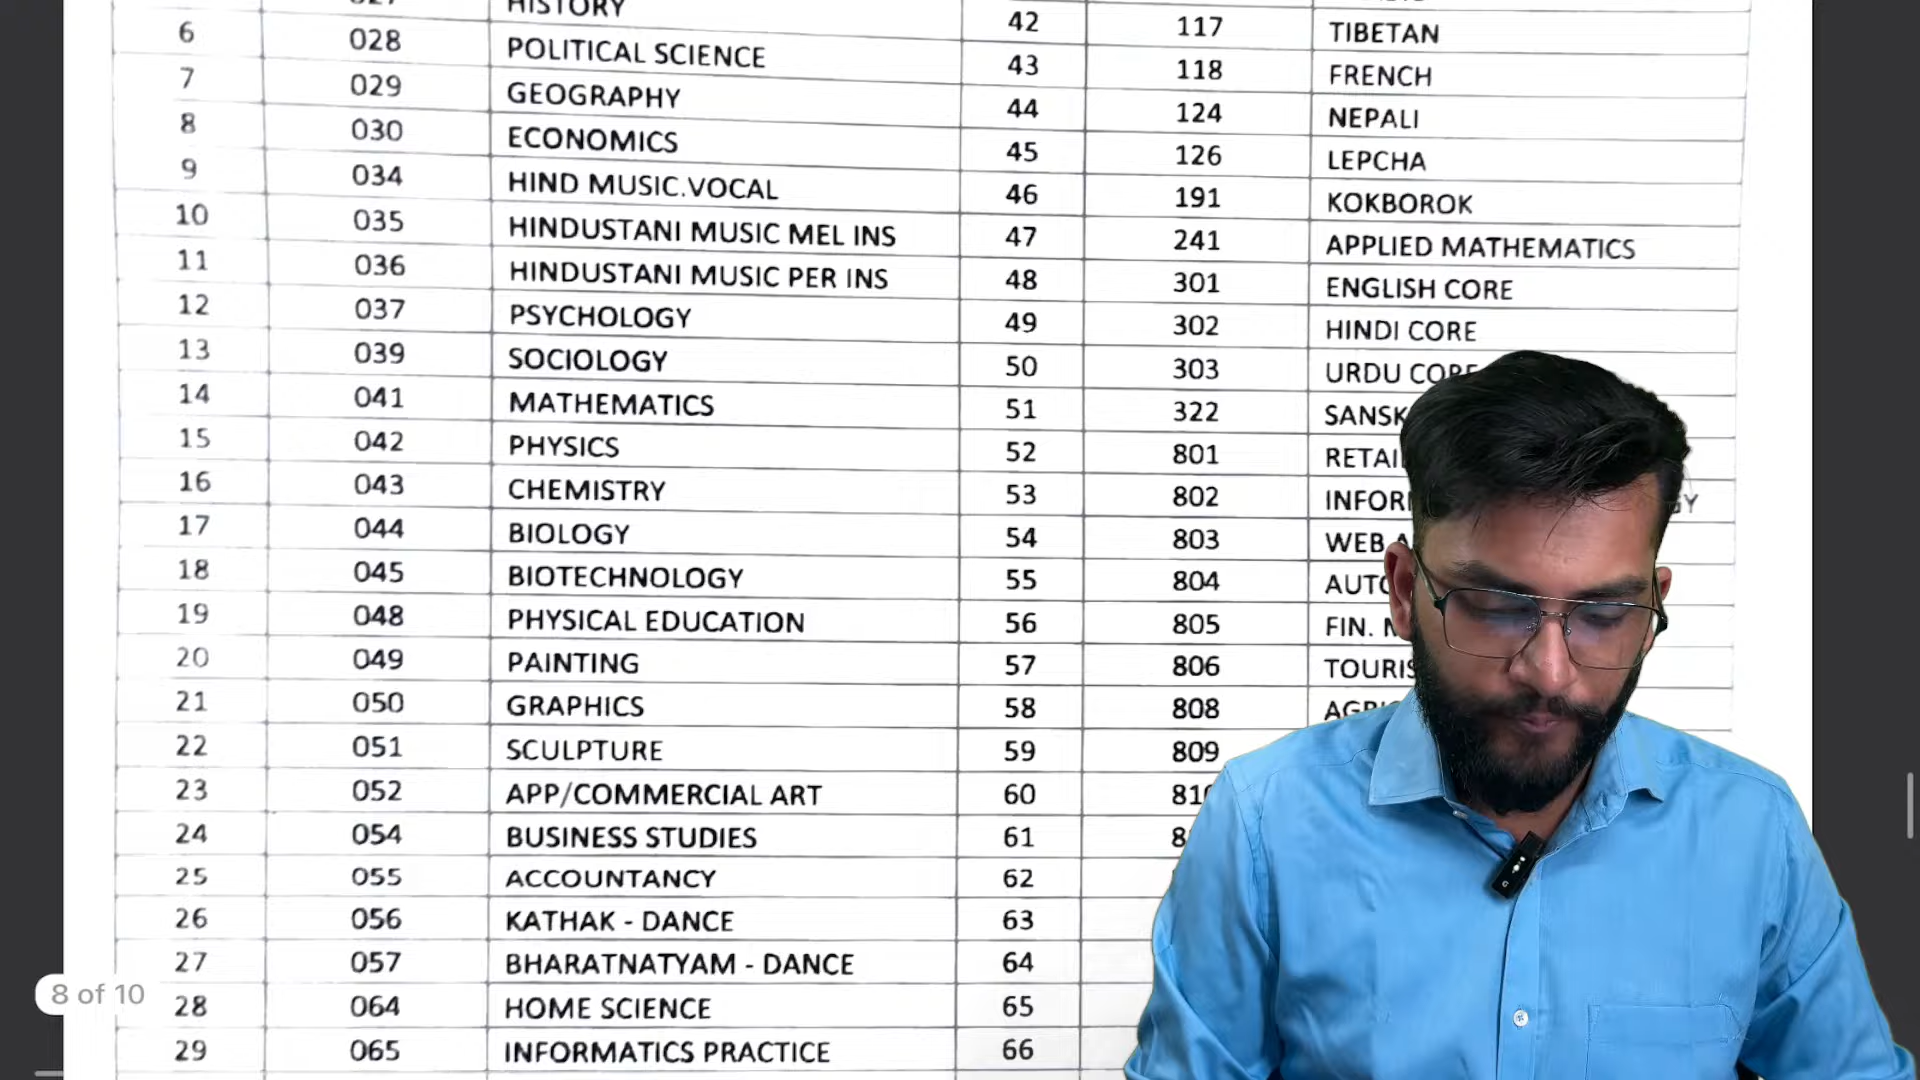 HISTORY 42 117 TIBETAN
6 028 POLITICAL SCIENCE 43 118 FRENCH
7 029 GEOGRAPHY 44 124 NEPALI
8 030 ECONOMICS 45 126 LEPCHA
9 034 HIND MUSIC.VOCAL 46 191 KOKBOROK
10 035 HINDUSTANI MUSIC MEL INS 47 241 APPLIED MATHEMATICS
11 036 HINDUSTANI MUSIC PER INS 48 301 ENGLISH CORE
12 037 PSYCHOLOGY 49 302 HINDI CORE
13 039 SOCIOLOGY 50 303 URDU CORE
14 041 MATHEMATICS 51 322
15 042 PHYSICS 52 801
16 043 CHEMISTRY 53 802
17 044 BIOLOGY 54 803 WEB
18 045 BIOTECHNOLOGY 55 804
19 048 PHYSICAL EDUCATION 56 805 FIN.
20 049 PAINTING 57 806
21 050 GRAPHICS 58 808
22 051 SCULPTURE 59 809
23 052 APP/COMMERCIAL ART 60
24 054 BUSINESS STUDIES 61
25 055 ACCOUNTANCY 62
26 056 KATHAK - DANCE 63
27 057 BHARATNATYAM - DANCE 64
28 064 HOME SCIENCE 65
29 065 INFORMATICS PRACTICE 66
8 of 10